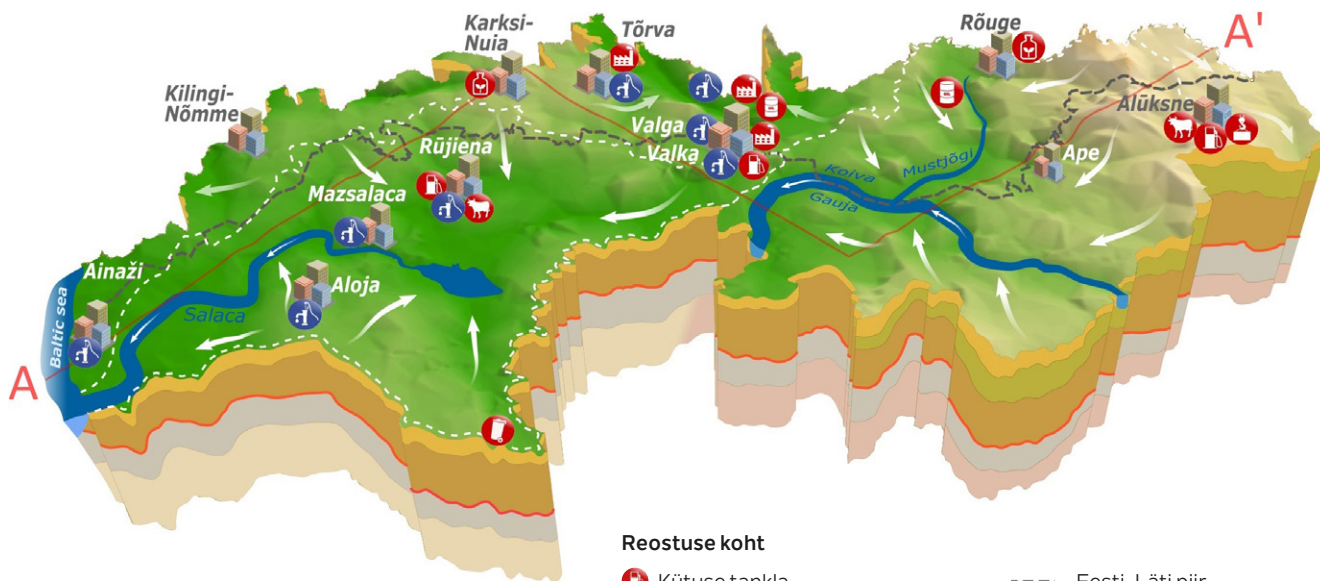 Karksi-
Nuia
Tõrva
Rõuge
A'
Kilingi-
Nõmme
Alūksne
Valga
Valka
Rūjiena
Mazsalaca
Ape
Mustjõgi
Koiva
Gauja
Ainaži
Aloja
Salaca
Baltic sea
A
Reostuse koht
Kütuse tankla
Eesti-Läti piir